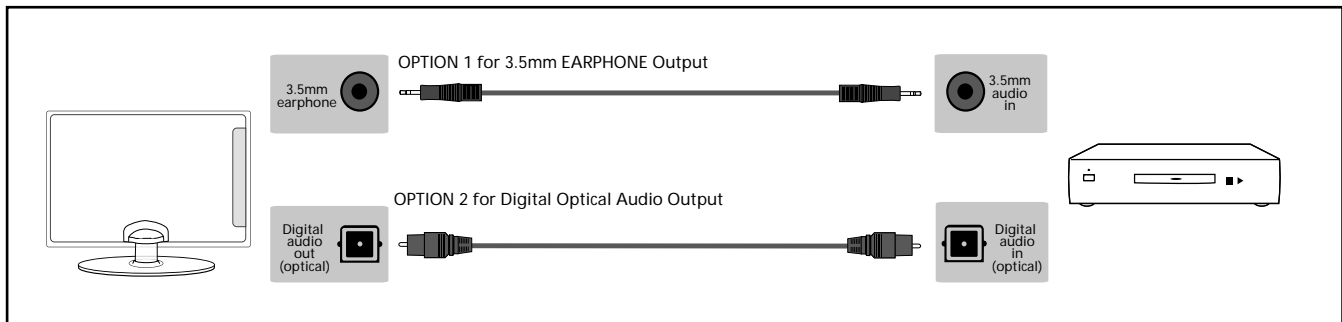 OPTION 1 for 3.5mm EARPHONE Output
3.5mm
earphone
3.5mm
audio
in
OPTION 2 for Digital Optical Audio Output
Digital
audio
out
(optical)
Digital
audio
in
(optical)